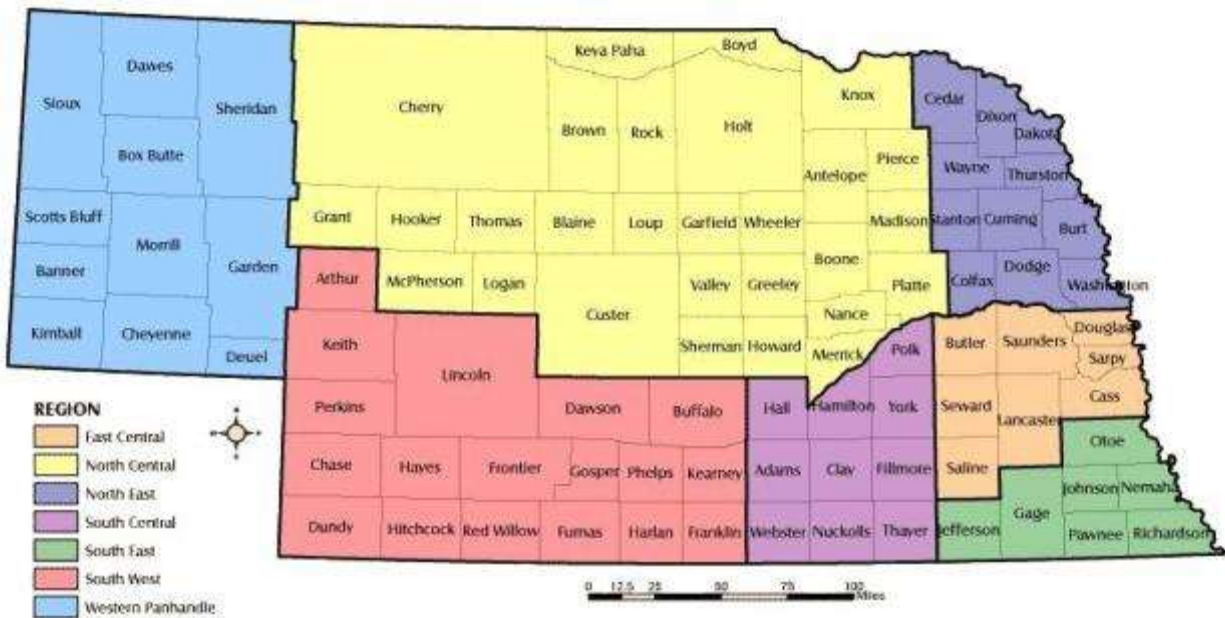 Boyd
Keya Paha
Dawes
Knox
Cedar
Sioux
Sheridan
Cherry
Dixon
Holt
Brown
Rock
Dakota
Box Butte
Pierce
Wayne
Antelope
Thurston
Scotts Bluff
Grant
Hooker
Thomas
Blaine
Loup
Garfield
Wheeler
Madison
Stanton
Cuming
Burt
Morrill
Boone
Banner
Garden
Arthur
McPherson
Logan
Valley
Greeley
Platte
Colfax
Dodge
Washington
Custer
Nance
Kimball
Cheyenne
Deuel
Keith
Lincoln
Sherman
Howard
Merrick
Polk
Butler
Saunders
Douglas
Sarpy
Perkins
Dawson
Buffalo
Hall
Hamilton
York
Seward
Lancaster
Cass
Otoe
Chase
Hayes
Frontier
Gosper
Phelps
Kearney
Adams
Clay
Fillmore
Saline
Johnson
Nemaha
Gage
Dundy
Hitchcock
Red Willow
Furnas
Harlan
Franklin
Webster
Nuckolls
Thayer
Jefferson
Pawnee
Richardson
REGION
East Central
North Central
North East
South Central
South East
South West
Western Panhandle
0 12.5 25 50 75 100
Miles